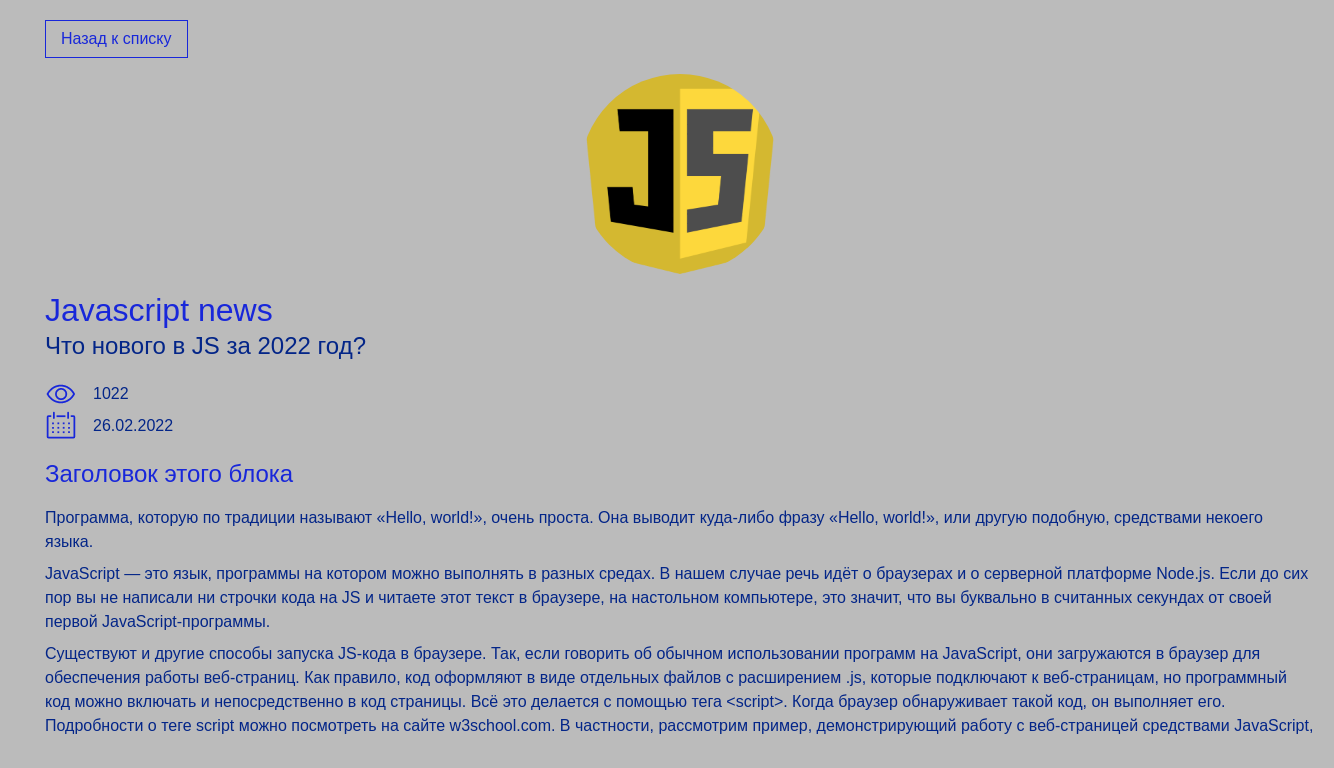 Назад к списку
JS
Javascript news
Что нового в JS за 2022 год?
1022
26.02.2022
Заголовок этого блока
Программа, которую по традиции называют «Hello, world!», очень проста. Она выводит куда-либо фразу «Hello, world!», или другую подобную, средствами некоего
языка.
JavaScript — это язык, программы на котором можно выполнять в разных средах. В нашем случае речь идёт о браузерах и о серверной платформе Node.js. Если до сих
пор вы не написали ни строчки кода на JS и читаете этот текст в браузере, на настольном компьютере, это значит, что вы буквально в считанных секундах от своей
первой JavaScript-программы.
Существуют и другие способы запуска JS-кода в браузере. Так, если говорить об обычном использовании программ на JavaScript, они загружаются в браузер для
обеспечения работы веб-страниц. Как правило, код оформляют в виде отдельных файлов с расширением .js, которые подключают к веб-страницам, но программный
код можно включать и непосредственно в код страницы. Всё это делается с помощью тега <script>. Когда браузер обнаруживает такой код, он выполняет его.
Подробности о теге script можно посмотреть на сайте w3school.com. В частности, рассмотрим пример, демонстрирующий работу с веб-страницей средствами JavaScript,